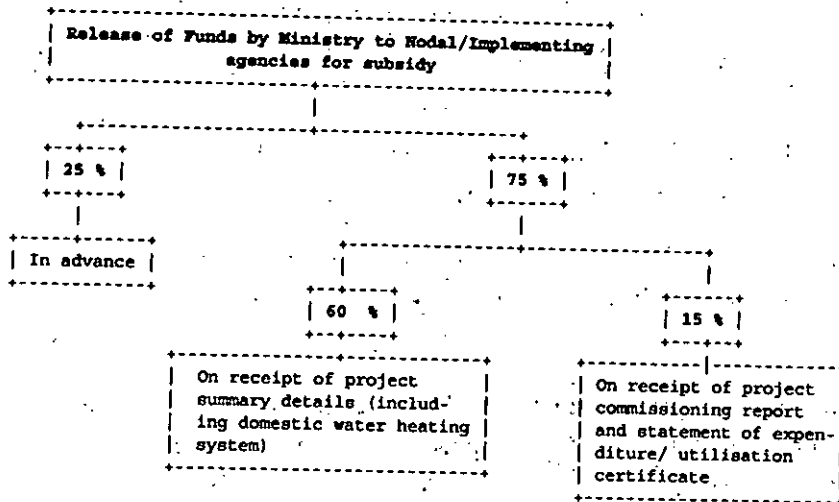 Release of Funds by Ministry to Nodal/Implementing
agencies for subsidy
25 %
75 %
In advance
60 %
15 %
On receipt of project
summary details (includ-
ing domestic water heating
system)
On receipt of project
commissioning report
and statement of expen-
diture/ utilisation
certificate